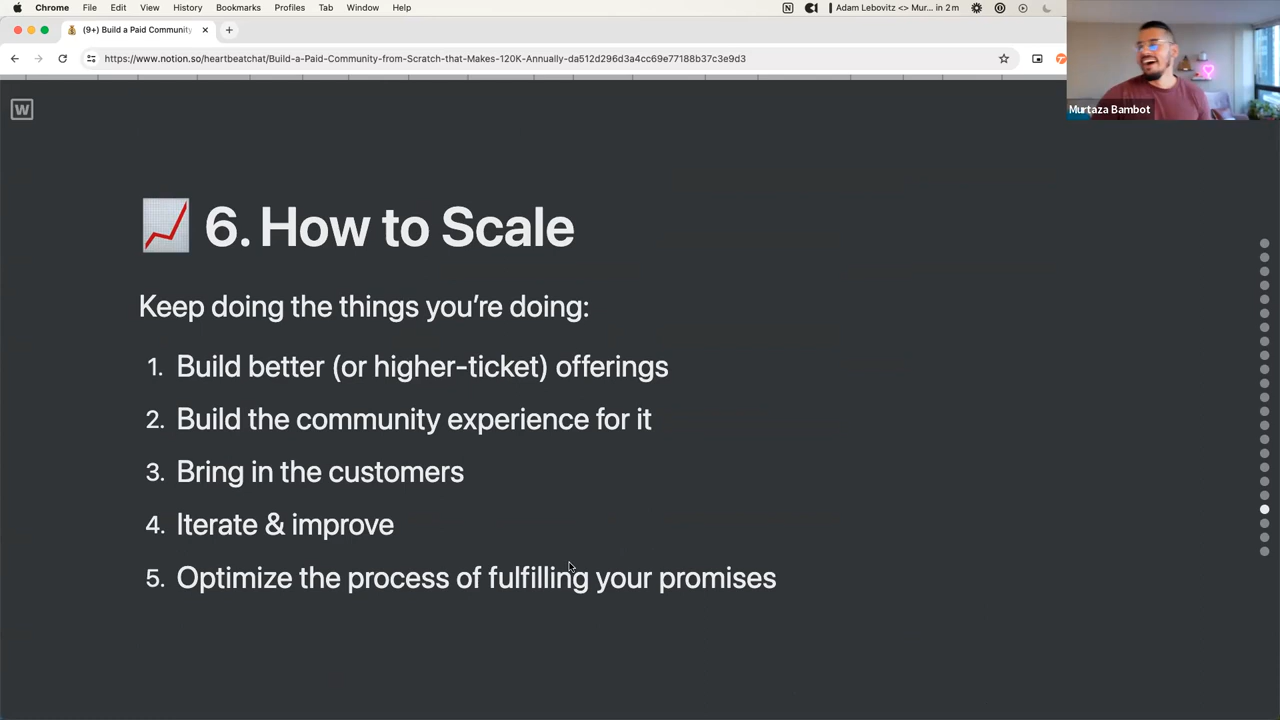 Chrome File Edit View History Bookmarks Profiles Tab Window Help
Adam Lebovitz <> Mur... in 2 m
(9+) Build a Paid Community
https://www.notion.so/heartbeatchat/Build-a-Paid-Community-from-Scratch-that-Makes-120K-Annually-da512d296d3a4cc69e77188b37c3e9d3
Murtaza Bambot
W
6. How to Scale
Keep doing the things you’re doing:
1. Build better (or higher-ticket) offerings
2. Build the community experience for it
3. Bring in the customers
4. Iterate & improve
5. Optimize the process of fulfilling your promises